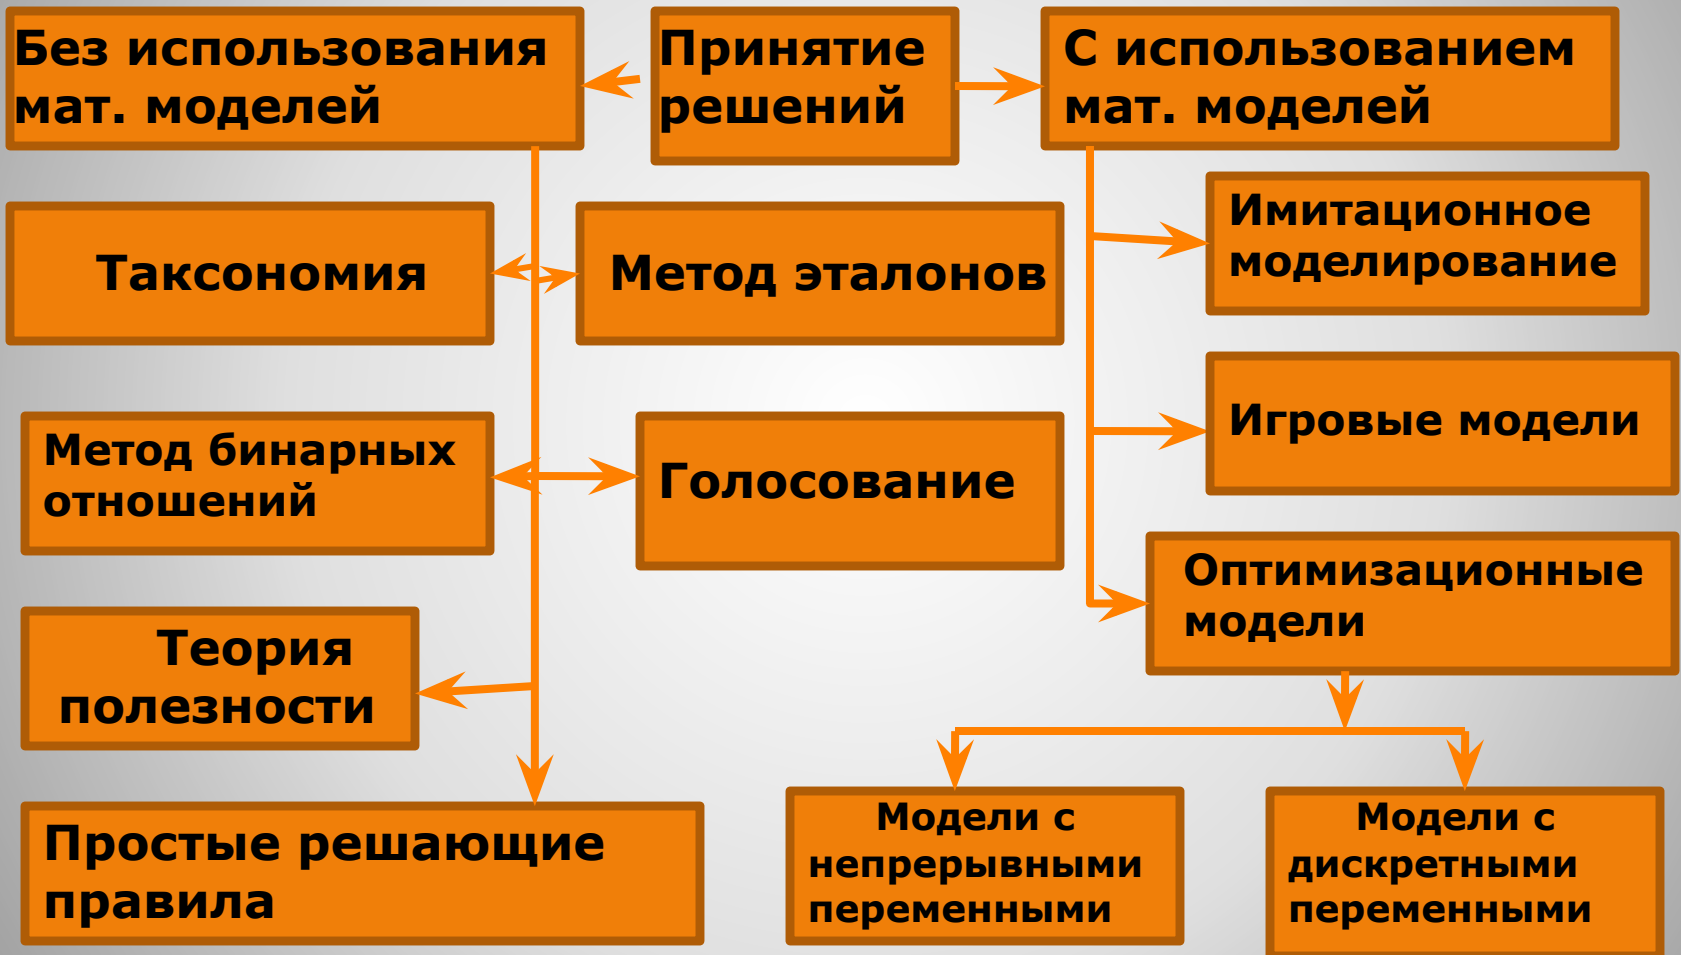 Без использования
мат. моделей
Принятие
решений
С использованием
мат. моделей
Таксономия
Метод эталонов
Имитационное
моделирование
Метод бинарных
отношений
Голосование
Игровые модели
Теория
полезности
Оптимизационные
модели
Простые решающие
правила
Модели с
непрерывными
переменными
Модели с
дискретными
переменными